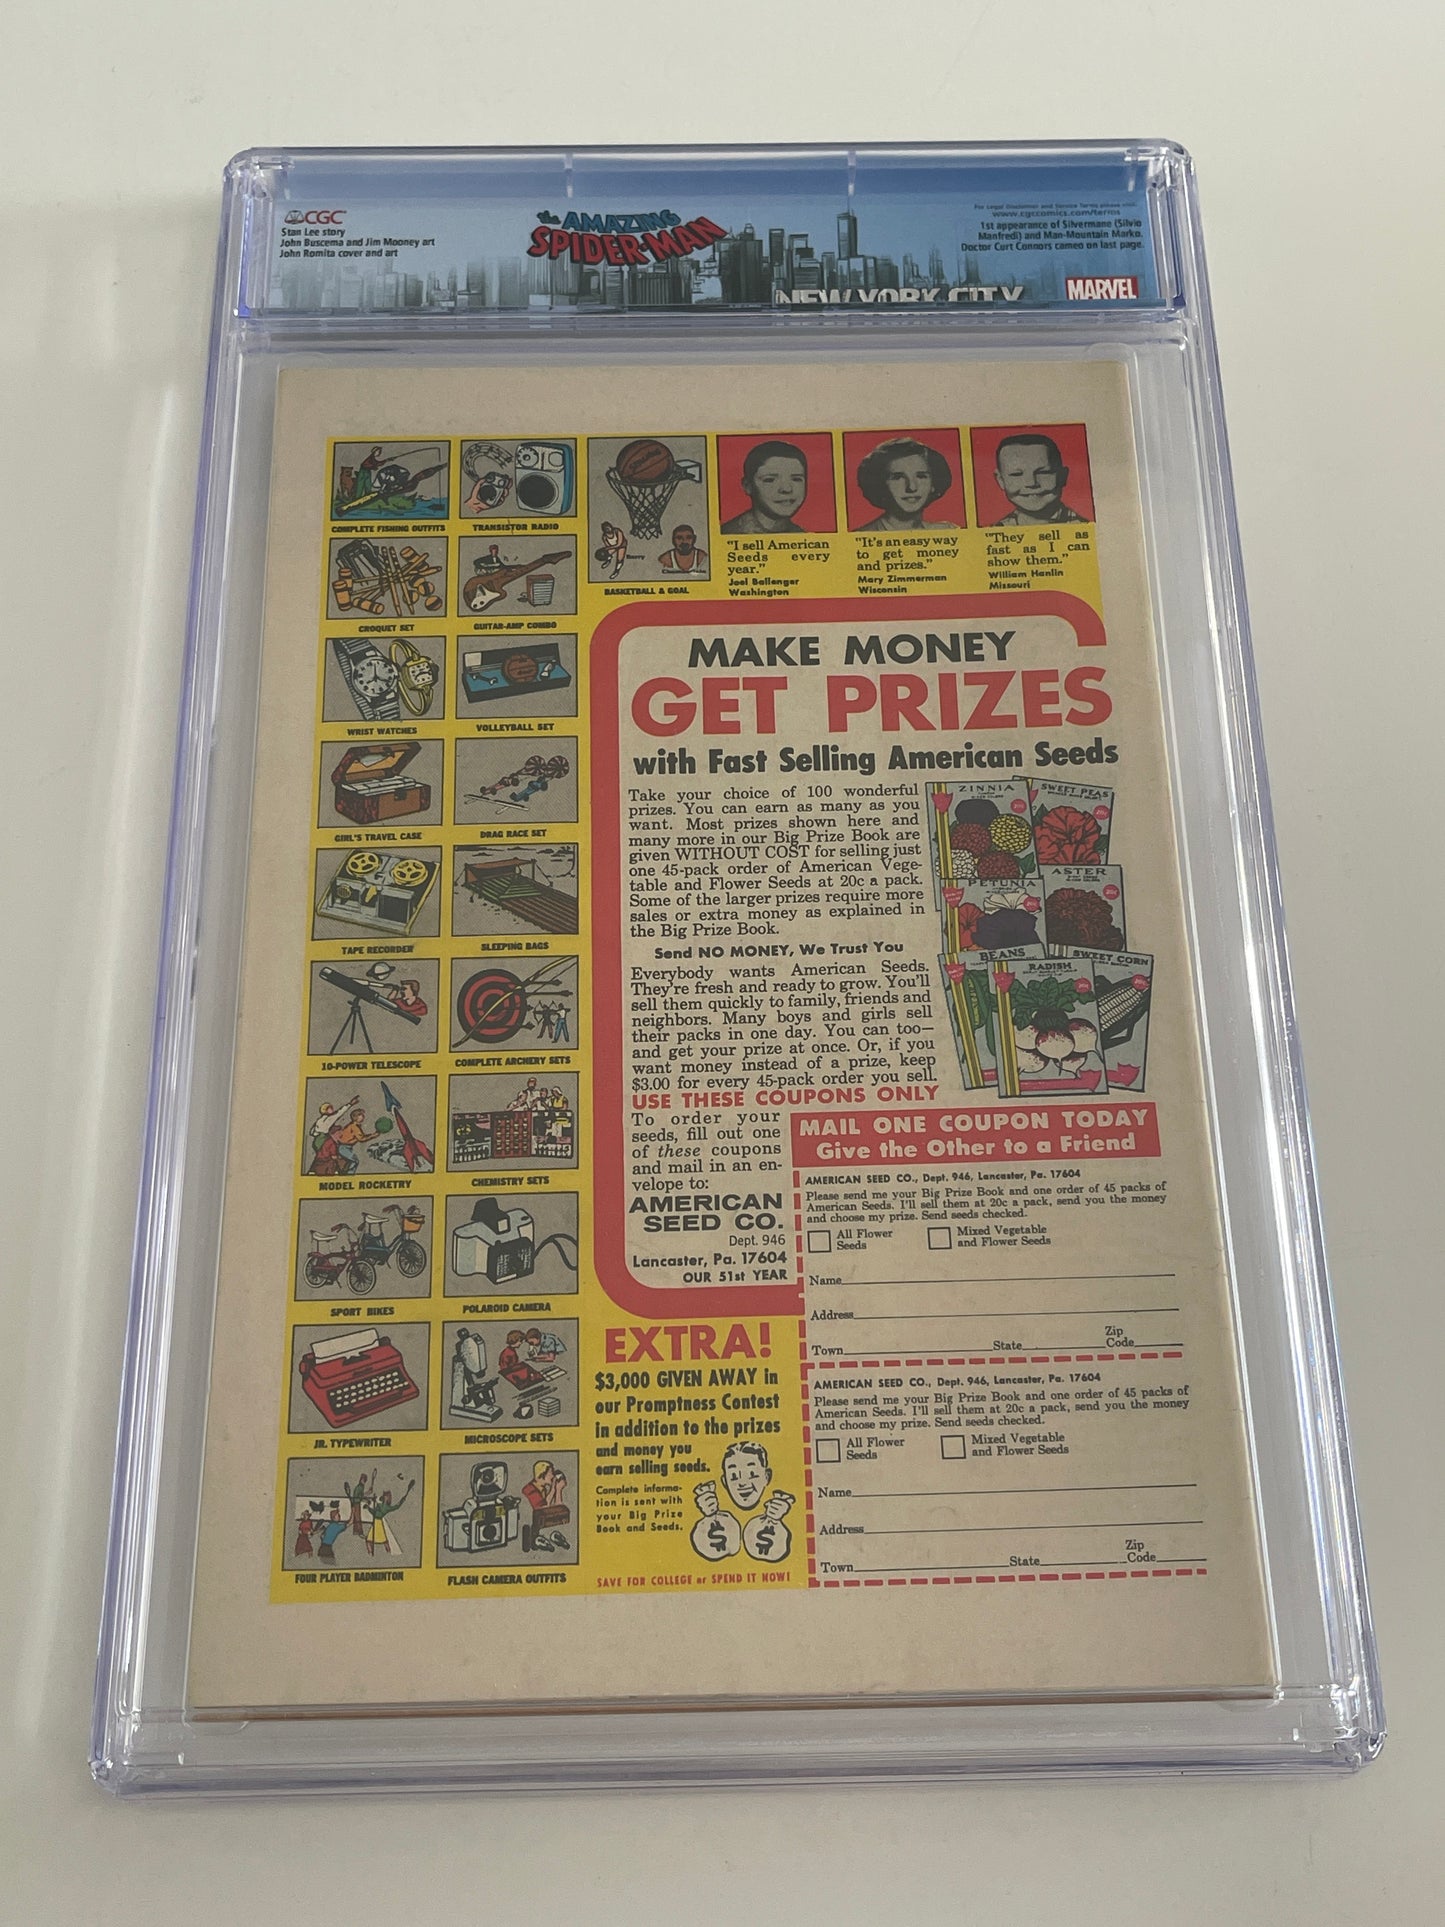 CGC
Stan Lee story
John Buscema and Jim Mooney art
John Romita cover and art
the AMAZING
SPIDER-MAN
For Legal Disclaimer and Service Terms please visit:
www.cgccomics.com/terms
1st appearance of Silvermane (Silvio
Manfredi) and Man-Mountain Marko.
Doctor Curt Connors cameo on last page.
NEW YORK CITY
MARVEL
COMPLETE FISHING OUTFITS
TRANSISTOR RADIO
Barry
BASKETBALL & GOAL
CROQUET SET
GUITAR-AMP COMBO
WRIST WATCHES
VOLLEYBALL SET
GIRL'S TRAVEL CASE
DRAG RACE SET
TAPE RECORDER
SLEEPING BAGS
10-POWER TELESCOPE
COMPLETE ARCHERY SETS
MODEL ROCKETRY
CHEMISTRY SETS
SPORT BIKES
POLAROID CAMERA
JR. TYPEWRITER
MICROSCOPE SETS
FOUR PLAYER BADMINTON
FLASH CAMERA OUTFITS
"I sell American
Seeds every
year."
Joel Ballenger
Washington
"It's an easy way
to get money
and prizes."
Mary Zimmerman
Wisconsin
"They sell as
fast as I can
show them."
William Hanlin
Missouri
MAKE MONEY
GET PRIZES
with Fast Selling American Seeds
Take your choice of 100 wonderful
prizes. You can earn as many as you
want. Most prizes shown here and
many more in our Big Prize Book are
given WITHOUT COST for selling just
one 45-pack order of American Vege-
table and Flower Seeds at 20c a pack.
Some of the larger prizes require more
sales or extra money as explained in
the Big Prize Book.
Send NO MONEY, We Trust You
Everybody wants American Seeds.
They're fresh and ready to grow. You'll
sell them quickly to family, friends and
neighbors. Many boys and girls sell
their packs in one day. You can too—
and get your prize at once. Or, if you
want money instead of a prize, keep
$3.00 for every 45-pack order you sell.
ZINNIA
SWEET PEAS
PETUNIA
ASTER
BEANS
RADISH
SWEET CORN
USE THESE COUPONS ONLY
To order your
seeds, fill out one
of these coupons
and mail in an en-
velope to:
AMERICAN
SEED CO.
Dept. 946
Lancaster, Pa. 17604
OUR 51st YEAR
MAIL ONE COUPON TODAY
Give the Other to a Friend
AMERICAN SEED CO., Dept. 946, Lancaster, Pa. 17604
Please send me your Big Prize Book and one order of 45 packs of
American Seeds. I'll sell them at 20c a pack, send you the money
and choose my prize. Send seeds checked.
All Flower
Seeds
Mixed Vegetable
and Flower Seeds
Name
Address
Town State Zip Code
AMERICAN SEED CO., Dept. 946, Lancaster, Pa. 17604
Please send me your Big Prize Book and one order of 45 packs of
American Seeds. I'll sell them at 20c a pack, send you the money
and choose my prize. Send seeds checked.
All Flower
Seeds
Mixed Vegetable
and Flower Seeds
Name
Address
Town State Zip Code
EXTRA!
$3,000 GIVEN AWAY in
our Promptness Contest
in addition to the prizes
and money you
earn selling seeds.
Complete informa-
tion is sent with
your Big Prize
Book and Seeds.
$ $
SAVE FOR COLLEGE or SPEND IT NOW!